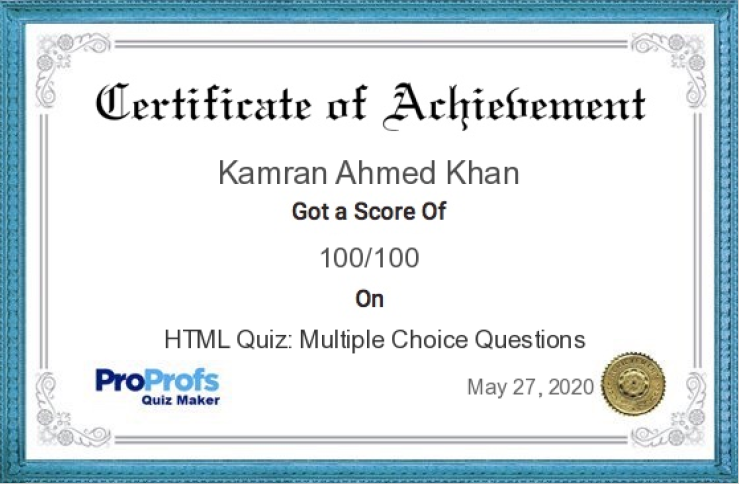 Certificate of Achievement
Kamran Ahmed Khan
Got a Score Of
100/100
On
HTML Quiz: Multiple Choice Questions
ProProfs
Quiz Maker
May 27, 2020